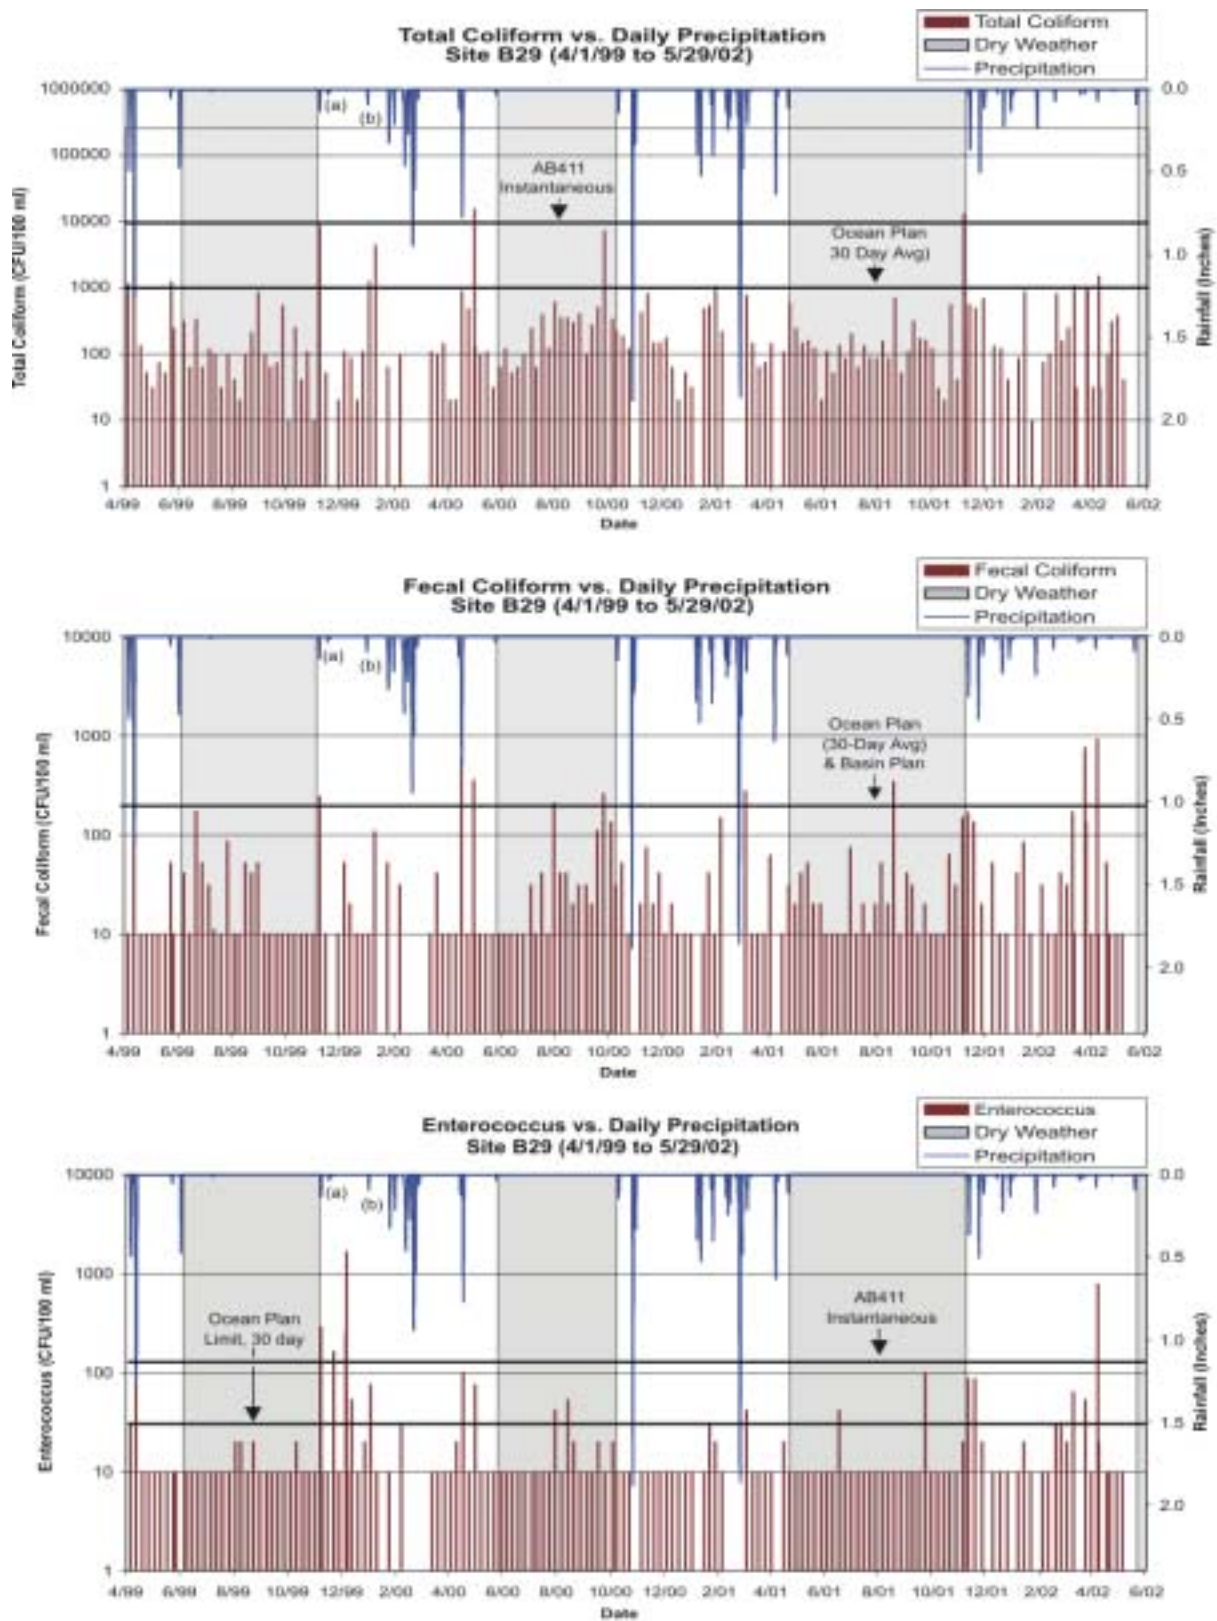 Total Coliform vs. Daily Precipitation
Site B29 (4/1/99 to 5/29/02)
Total Coliform
Dry Weather
Precipitation
1000000
100000
10000
1000
100
10
1
Total Coliform (CFU/100 ml)
(a)
(b)
AB411
Instantaneous
Ocean Plan
30 Day Avg)
0.0
0.5
1.0
1.5
2.0
Rainfall (Inches)
4/99 6/99 8/99 10/99 12/99 2/00 4/00 6/00 8/00 10/00 12/00 2/01 4/01 6/01 8/01 10/01 12/01 2/02 4/02 6/02
Date
Fecal Coliform vs. Daily Precipitation
Site B29 (4/1/99 to 5/29/02)
Fecal Coliform
Dry Weather
Precipitation
10000
1000
100
10
1
Fecal Coliform (CFU/100 ml)
(a)
(b)
Ocean Plan
(30-Day Avg)
& Basin Plan
0.0
0.5
1.0
1.5
2.0
Rainfall (Inches)
4/99 6/99 8/99 10/99 12/99 2/00 4/00 6/00 8/00 10/00 12/00 2/01 4/01 6/01 8/01 10/01 12/01 2/02 4/02 6/02
Date
Enterococcus vs. Daily Precipitation
Site B29 (4/1/99 to 5/29/02)
Enterococcus
Dry Weather
Precipitation
10000
1000
100
10
1
Enterococcus (CFU/100 ml)
(a)
(b)
Ocean Plan
Limit, 30 day
AB411
Instantaneous
0.0
0.5
1.0
1.5
2.0
Rainfall (Inches)
4/99 6/99 8/99 10/99 12/99 2/00 4/00 6/00 8/00 10/00 12/00 2/01 4/01 6/01 8/01 10/01 12/01 2/02 4/02 6/02
Date